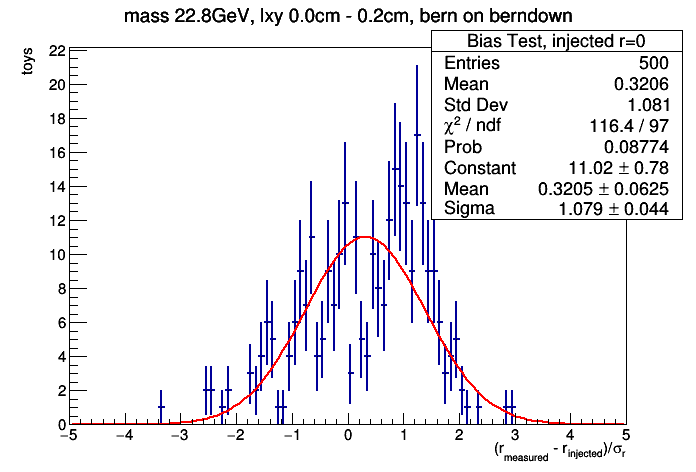 mass 22.8GeV, lxy 0.0cm - 0.2cm, bern on berndown
Bias Test, injected r=0
Entries 500
Mean 0.3206
Std Dev 1.081
χ² / ndf 116.4 / 97
Prob 0.08774
Constant 11.02 ± 0.78
Mean 0.3205 ± 0.0625
Sigma 1.079 ± 0.044
toys
22
20
18
16
14
12
10
8
6
4
2
0
−5 −4 −3 −2 −1 0 1 2 3 4 5
(r_measured - r_injected)/σ_r